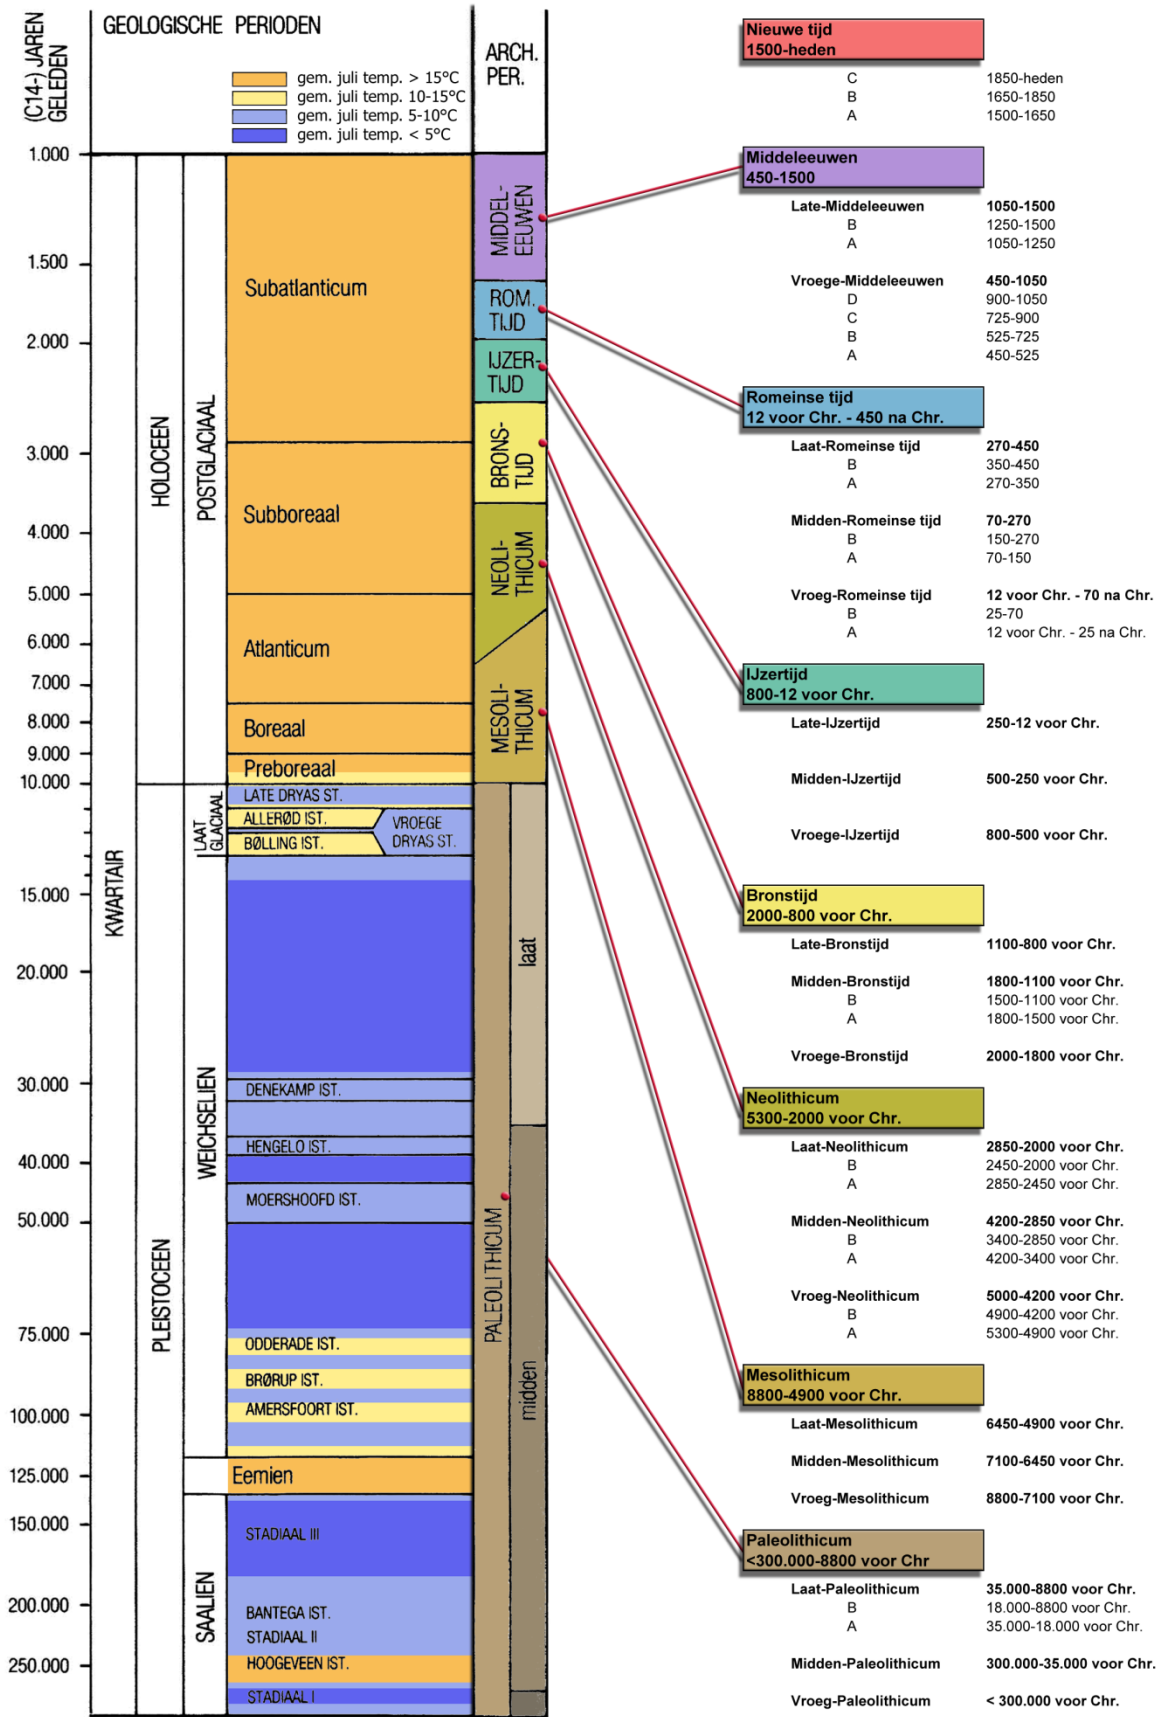 GEOLOGISCHE PERIODEN
(C14-) JAREN
GELEDEN
gem. juli temp. > 15°C
gem. juli temp. 10-15°C
gem. juli temp. 5-10°C
gem. juli temp. < 5°C
ARCH.
PER.
1.000
1.500
2.000
3.000
4.000
5.000
6.000
7.000
8.000
9.000
10.000
15.000
20.000
30.000
40.000
50.000
75.000
100.000
125.000
150.000
200.000
250.000
KWARTAIR
HOLOCEEN
PLEISTOCEEN
POSTGLACIAAL
LAAT
GLACIAAL
WEICHSELIEN
SAALIEN
Subatlanticum
Subboreaal
Atlanticum
Boreaal
Preboreaal
LATE DRYAS ST.
ALLERØD IST.
VROEGE
DRYAS ST.
BØLLING IST.
DENEKAMP IST.
HENGELO IST.
MOERSHOOFD IST.
ODDERADE IST.
BRØRUP IST.
AMERSFOORT IST.
Eemien
STADIAAL III
BANTEGA IST.
STADIAAL II
HOOGEVEEN IST.
STADIAAL I
MIDDEL-
EEUWEN
ROM.
TIJD
IJZER-
TIJD
BRONS-
TIJD
NEOLI-
THICUM
MESOLI-
THICUM
PALEOLITHICUM
laat
midden
Nieuwe tijd
1500-heden
C 1850-heden
B 1650-1850
A 1500-1650
Middeleeuwen
450-1500
Late-Middeleeuwen 1050-1500
B 1250-1500
A 1050-1250
Vroege-Middeleeuwen 450-1050
D 900-1050
C 725-900
B 525-725
A 450-525
Romeinse tijd
12 voor Chr. - 450 na Chr.
Laat-Romeinse tijd 270-450
B 350-450
A 270-350
Midden-Romeinse tijd 70-270
B 150-270
A 70-150
Vroeg-Romeinse tijd 12 voor Chr. - 70 na Chr.
B 25-70
A 12 voor Chr. - 25 na Chr.
IJzertijd
800-12 voor Chr.
Late-IJzertijd 250-12 voor Chr.
Midden-IJzertijd 500-250 voor Chr.
Vroege-IJzertijd 800-500 voor Chr.
Bronstijd
2000-800 voor Chr.
Late-Bronstijd 1100-800 voor Chr.
Midden-Bronstijd 1800-1100 voor Chr.
B 1500-1100 voor Chr.
A 1800-1500 voor Chr.
Vroege-Bronstijd 2000-1800 voor Chr.
Neolithicum
5300-2000 voor Chr.
Laat-Neolithicum 2850-2000 voor Chr.
B 2450-2000 voor Chr.
A 2850-2450 voor Chr.
Midden-Neolithicum 4200-2850 voor Chr.
B 3400-2850 voor Chr.
A 4200-3400 voor Chr.
Vroeg-Neolithicum 5000-4200 voor Chr.
B 4900-4200 voor Chr.
A 5300-4900 voor Chr.
Mesolithicum
8800-4900 voor Chr.
Laat-Mesolithicum 6450-4900 voor Chr.
Midden-Mesolithicum 7100-6450 voor Chr.
Vroeg-Mesolithicum 8800-7100 voor Chr.
Paleolithicum
<300.000-8800 voor Chr
Laat-Paleolithicum 35.000-8800 voor Chr.
B 18.000-8800 voor Chr.
A 35.000-18.000 voor Chr.
Midden-Paleolithicum 300.000-35.000 voor Chr.
Vroeg-Paleolithicum < 300.000 voor Chr.